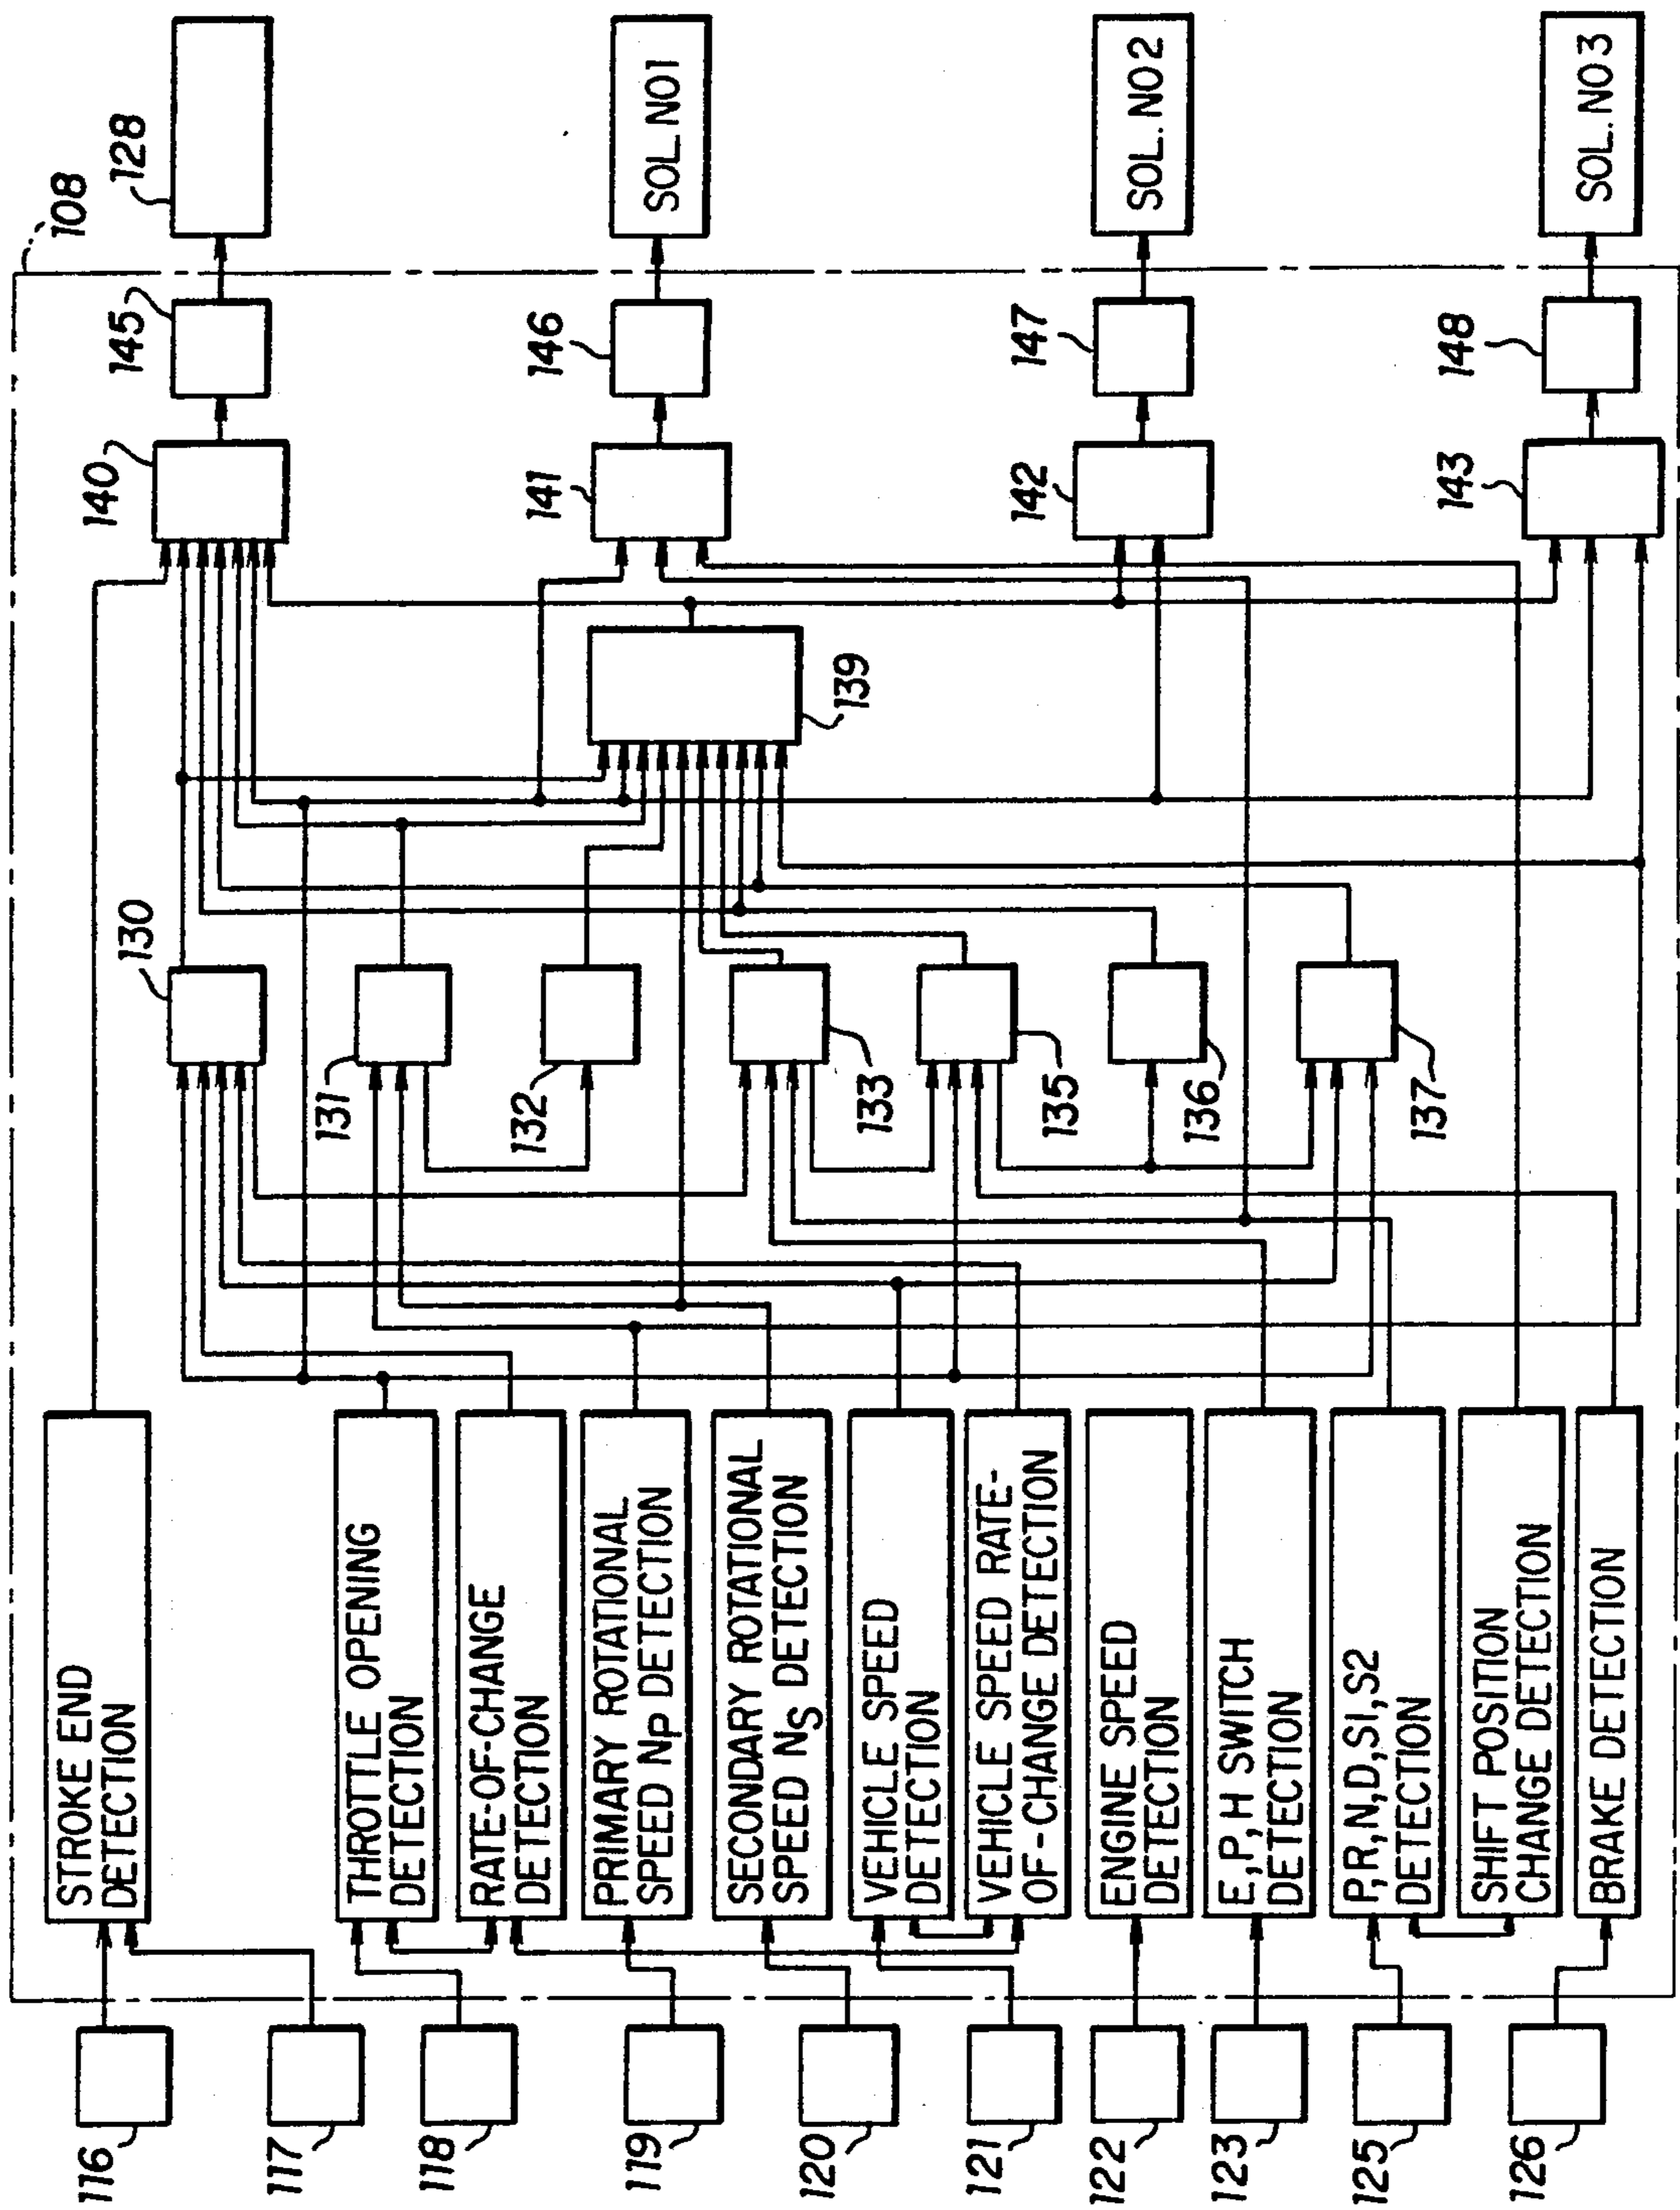 108
128
145
140
SOL.NO1
146
141
SOL.NO2
147
142
SOL.NO3
148
143
139
130
131
132
133
135
136
137
STROKE END
DETECTION
THROTTLE OPENING
DETECTION
RATE-OF-CHANGE
DETECTION
PRIMARY ROTATIONAL
SPEED NP DETECTION
SECONDARY ROTATIONAL
SPEED NS DETECTION
VEHICLE SPEED
DETECTION
VEHICLE SPEED RATE-
OF-CHANGE DETECTION
ENGINE SPEED
DETECTION
E,P,H SWITCH
DETECTION
P,R,N,D,S1,S2
DETECTION
SHIFT POSITION
CHANGE DETECTION
BRAKE DETECTION
116
117
118
119
120
121
122
123
125
126